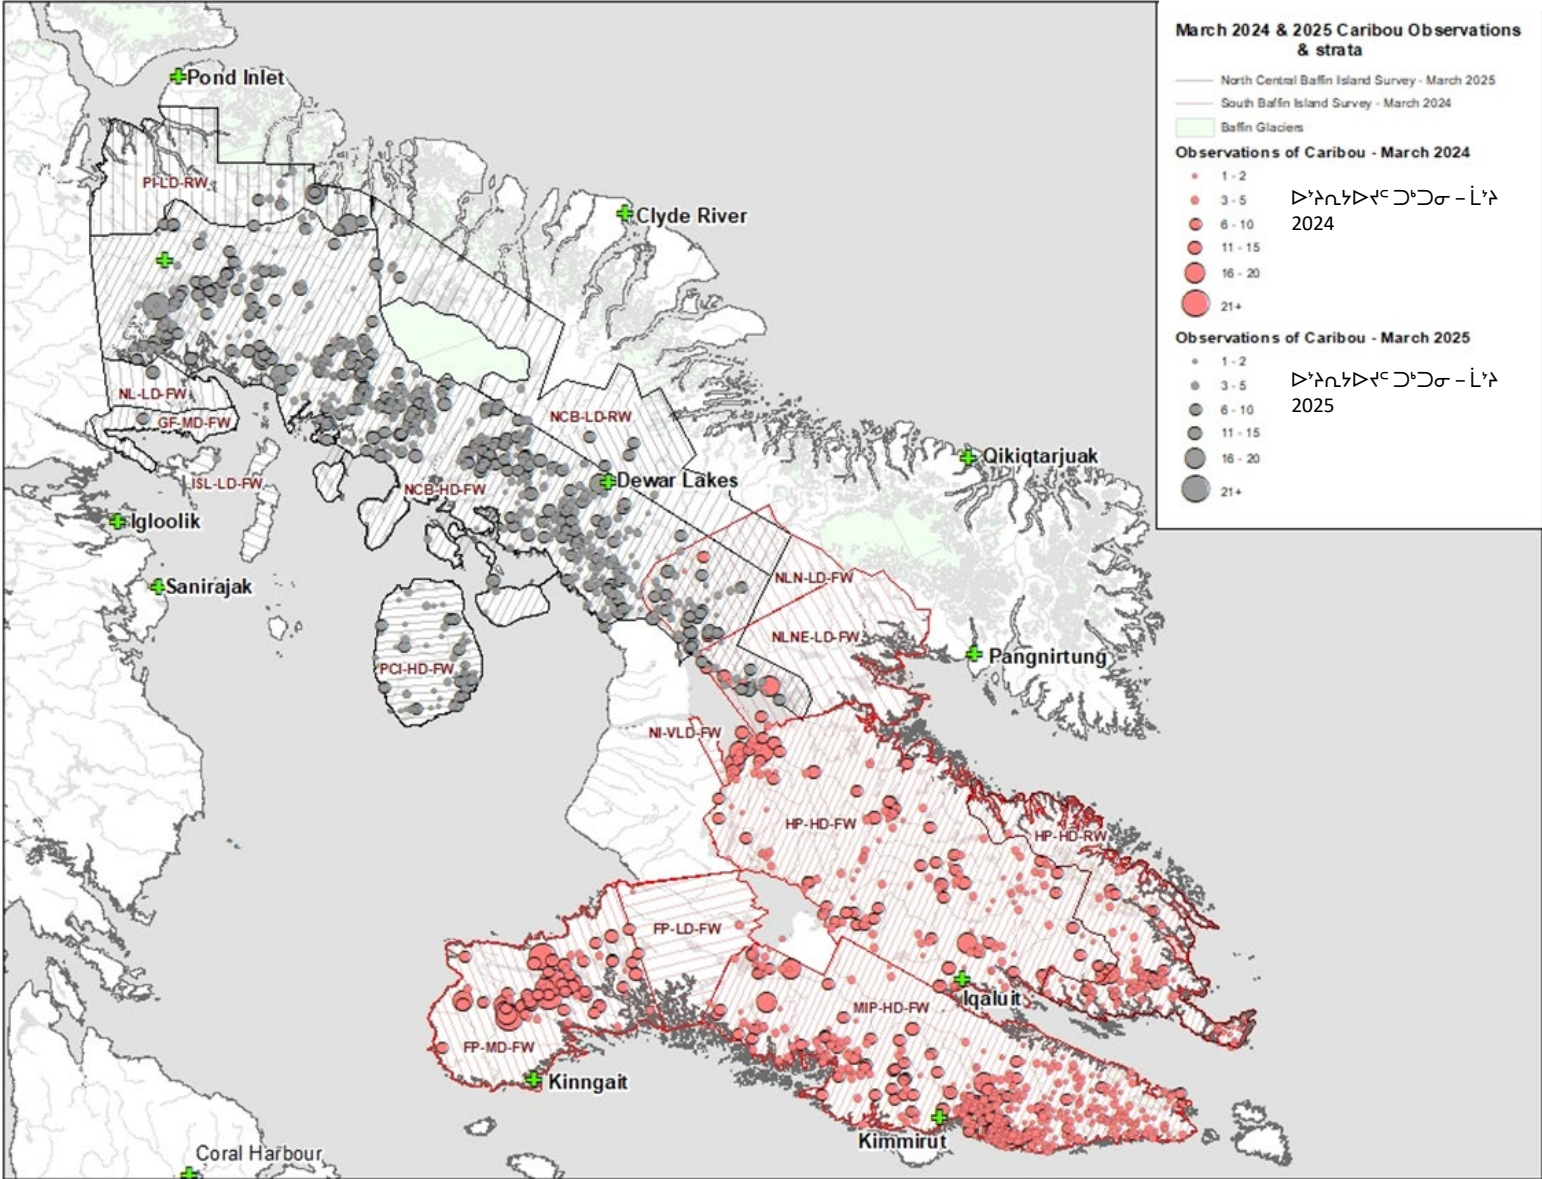 March 2024 & 2025 Caribou Observations
& strata
North Central Baffin Island Survey - March 2025
South Baffin Island Survey - March 2024
Baffin Glaciers
Observations of Caribou - March 2024
1 - 2
3 - 5
6 - 10
11 - 15
16 - 20
21+
ᐅᔾᔨᕆᔭᐅᔪᑦ ᑐᒃᑐᓂ – ᒫᔾᔨ
2024
Observations of Caribou - March 2025
1 - 2
3 - 5
6 - 10
11 - 15
16 - 20
21+
ᐅᔾᔨᕆᔭᐅᔪᑦ ᑐᒃᑐᓂ – ᒫᔾᔨ
2025
Pond Inlet
PI-LD-RW
Clyde River
NL-LD-FW
GF-MD-FW
NCB-LD-RW
Qikiqtarjuak
ISL-LD-FW
NCB-HD-FW
Dewar Lakes
Igloolik
Sanirajak
NLN-LD-FW
NLNE-LD-FW
Pangnirtung
PCI-HD-FW
NI-VLD-FW
HP-HD-FW
HP-HD-RW
FP-LD-FW
Iqaluit
MIP-HD-FW
FP-MD-FW
Kinngait
Kimmirut
Coral Harbour